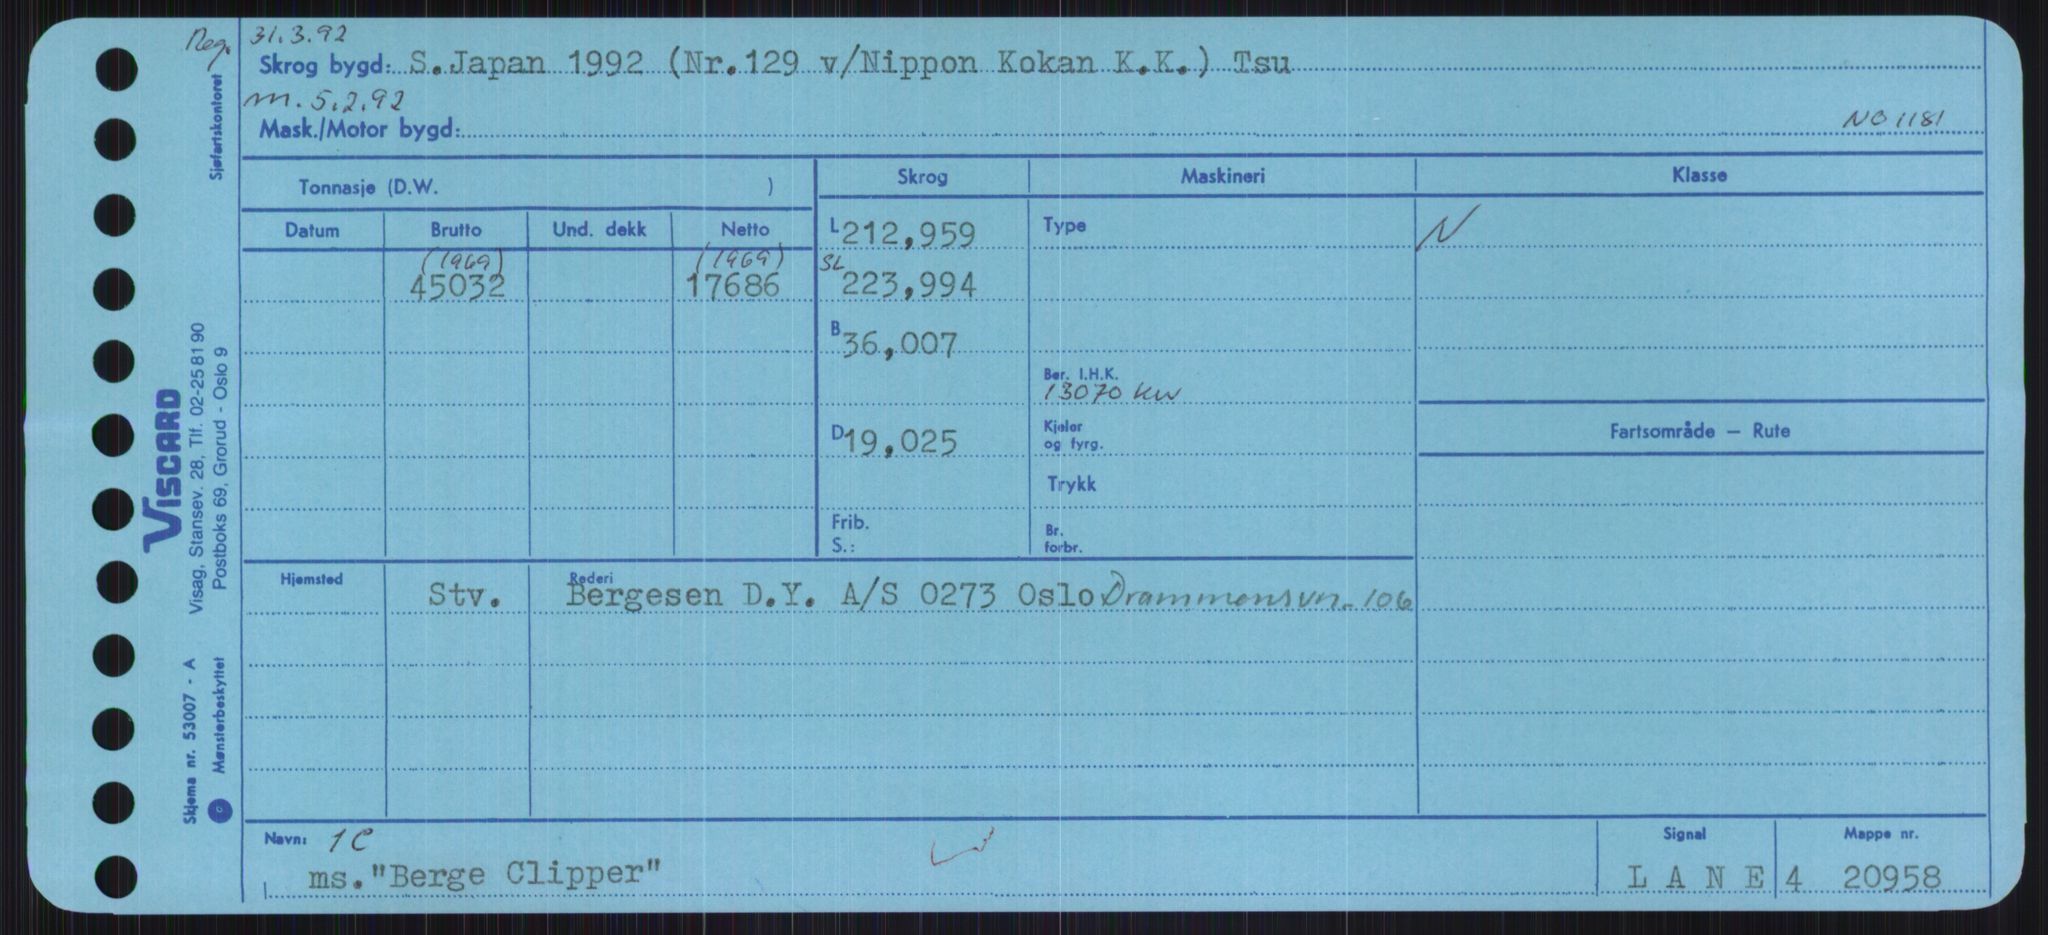 Reg. 31.3.92
Skrog bygd: S.Japan 1992 (Nr.129 v/Nippon Kokan K.K.) Tsu
m. 5.2.92
Mask./Motor bygd: NB 1181
Tonnasje (D.W. )
Skrog Maskineri Klasse
Datum Brutto Und. dekk Netto
L 212,959 Type N
(1969) (1969)
45032 17686
SL 223,994
B 36,007
Ber. I.H.K.
13070 KW
D 19,025
Kjeler
og fyrg.
Fartsområde — Rute
Trykk
Frib.
S.:
Br.
forbr.
Hjemsted Rederi
Stv. Bergesen D.Y. A/S 0273 Oslo Drammensvn. 106
Navn: 1C
ms."Berge Clipper"
Signal Mappe nr.
L A N E 4 20958
Sjøfartskontoret
VISCARD
Visag, Stansev. 28, Tlf. 02-258190
Postboks 69, Grorud - Oslo 9
Skjema nr. 53007 - A
Mønsterbeskyttet